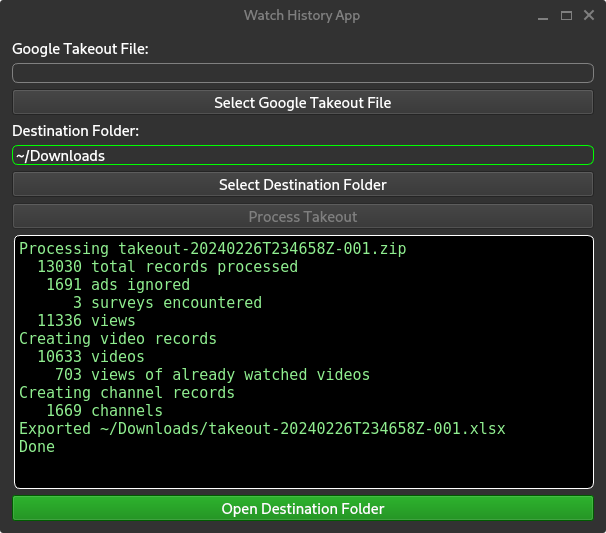 Watch History App
Google Takeout File:
Select Google Takeout File
Destination Folder:
~/Downloads
Select Destination Folder
Process Takeout
Processing takeout-20240226T234658Z-001.zip
  13030 total records processed
   1691 ads ignored
      3 surveys encountered
  11336 views
Creating video records
  10633 videos
    703 views of already watched videos
Creating channel records
   1669 channels
Exported ~/Downloads/takeout-20240226T234658Z-001.xlsx
Done
Open Destination Folder